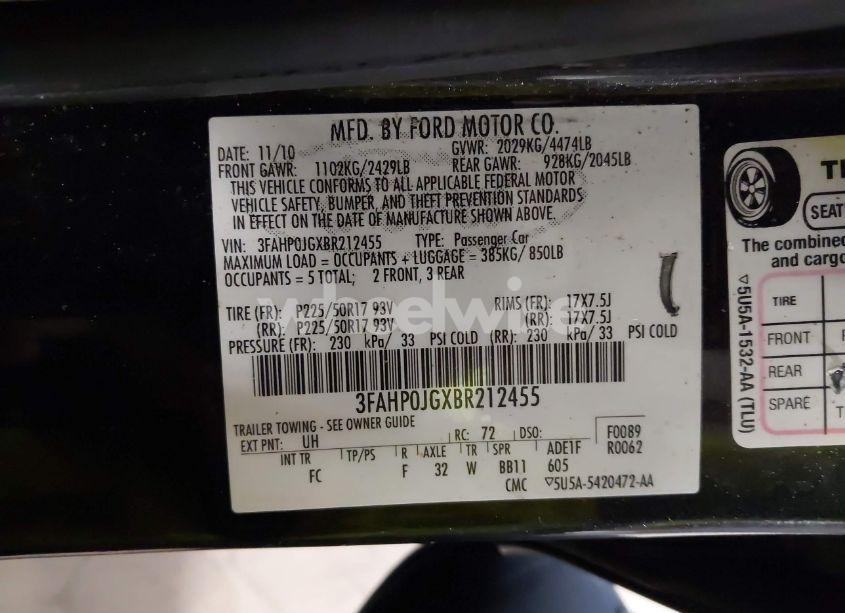 MFD. BY FORD MOTOR CO.
DATE: 11/10 GVWR: 2029KG/4474LB
FRONT GAWR: 1102KG/2429LB REAR GAWR: 928KG/2045LB
THIS VEHICLE CONFORMS TO ALL APPLICABLE FEDERAL MOTOR
VEHICLE SAFETY, BUMPER, AND THEFT PREVENTION STANDARDS
IN EFFECT ON THE DATE OF MANUFACTURE SHOWN ABOVE.
VIN: 3FAHP0JGXBR212455 TYPE: Passenger Car
MAXIMUM LOAD = OCCUPANTS + LUGGAGE = 385KG/ 850LB
OCCUPANTS = 5 TOTAL; 2 FRONT, 3 REAR
wheelwise
TIRE (FR): P225/50R17 93V RIMS (FR): 17X7.5J
(RR): P225/50R17 93V (RR): 17X7.5J
PRESSURE (FR): 230 kPa/ 33 PSI COLD (RR): 230 kPa/ 33 PSI COLD
3FAHP0JGXBR212455
TRAILER TOWING - SEE OWNER GUIDE
EXT PNT: UH RC: 72 DSO: F0089
R0062
INT TR TP/PS R AXLE TR SPR ADE1F
FC F 32 W BB11 605
CMC ▽5U5A-5420472-AA
SEAT
The combined
and cargo
TIRE
FRONT
REAR
SPARE
▽5U5A-1532-AA (TLU)